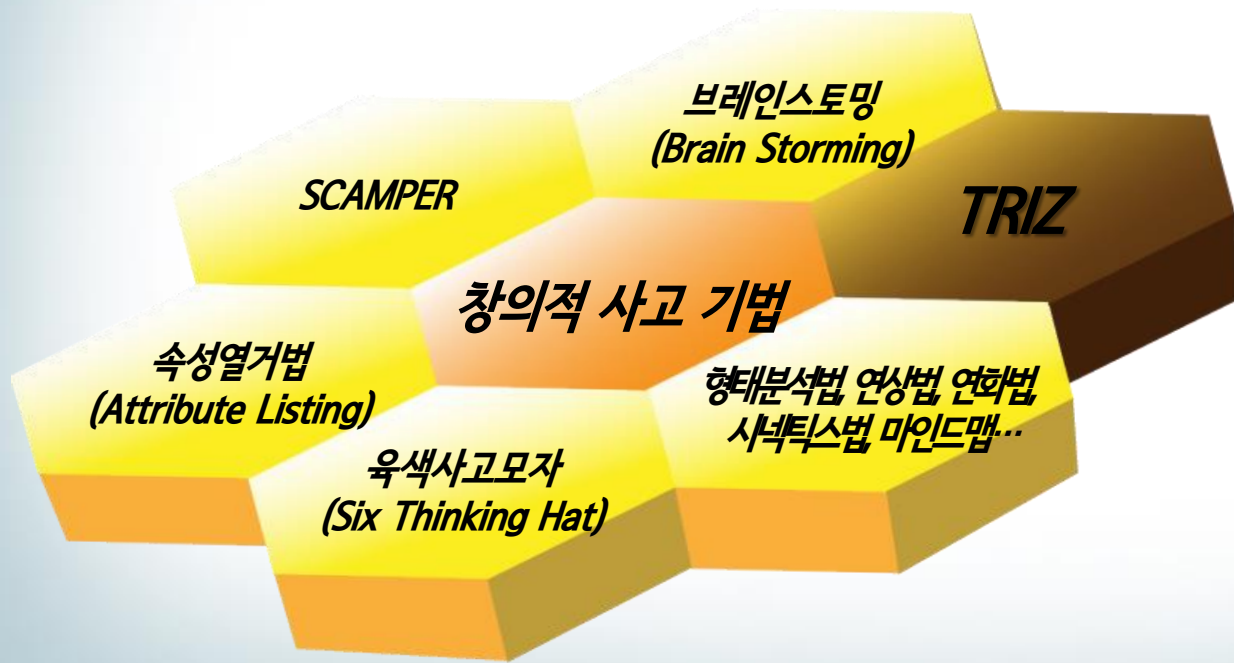 브레인스토밍
(Brain Storming)
SCAMPER
TRIZ
창의적 사고 기법
속성열거법
(Attribute Listing)
형태분석법, 연상법, 연화법,
시네틱스법, 마인드맵…
육색사고모자
(Six Thinking Hat)